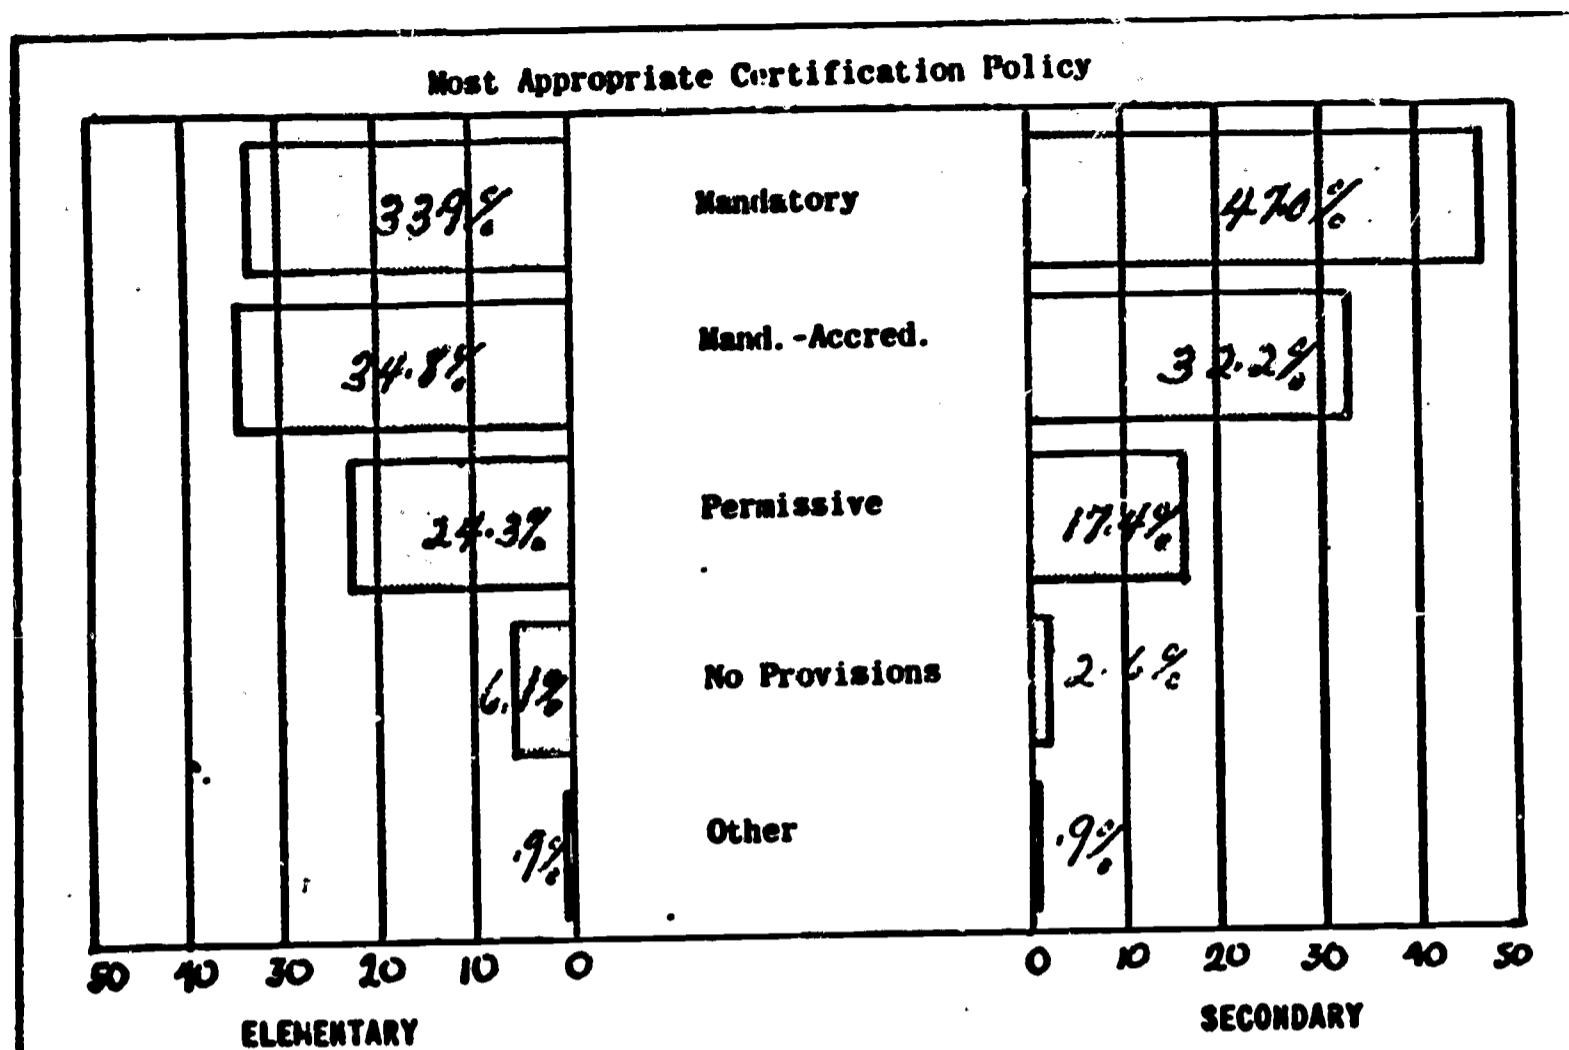 Most Appropriate Certification Policy
33.9% Mandatory 47.0%
34.8% Mand.-Accred. 32.2%
24.3% Permissive 17.4%
6.1% No Provisions 2.6%
.9% Other .9%
50 40 30 20 10 0 0 10 20 30 40 50
ELEMENTARY SECONDARY